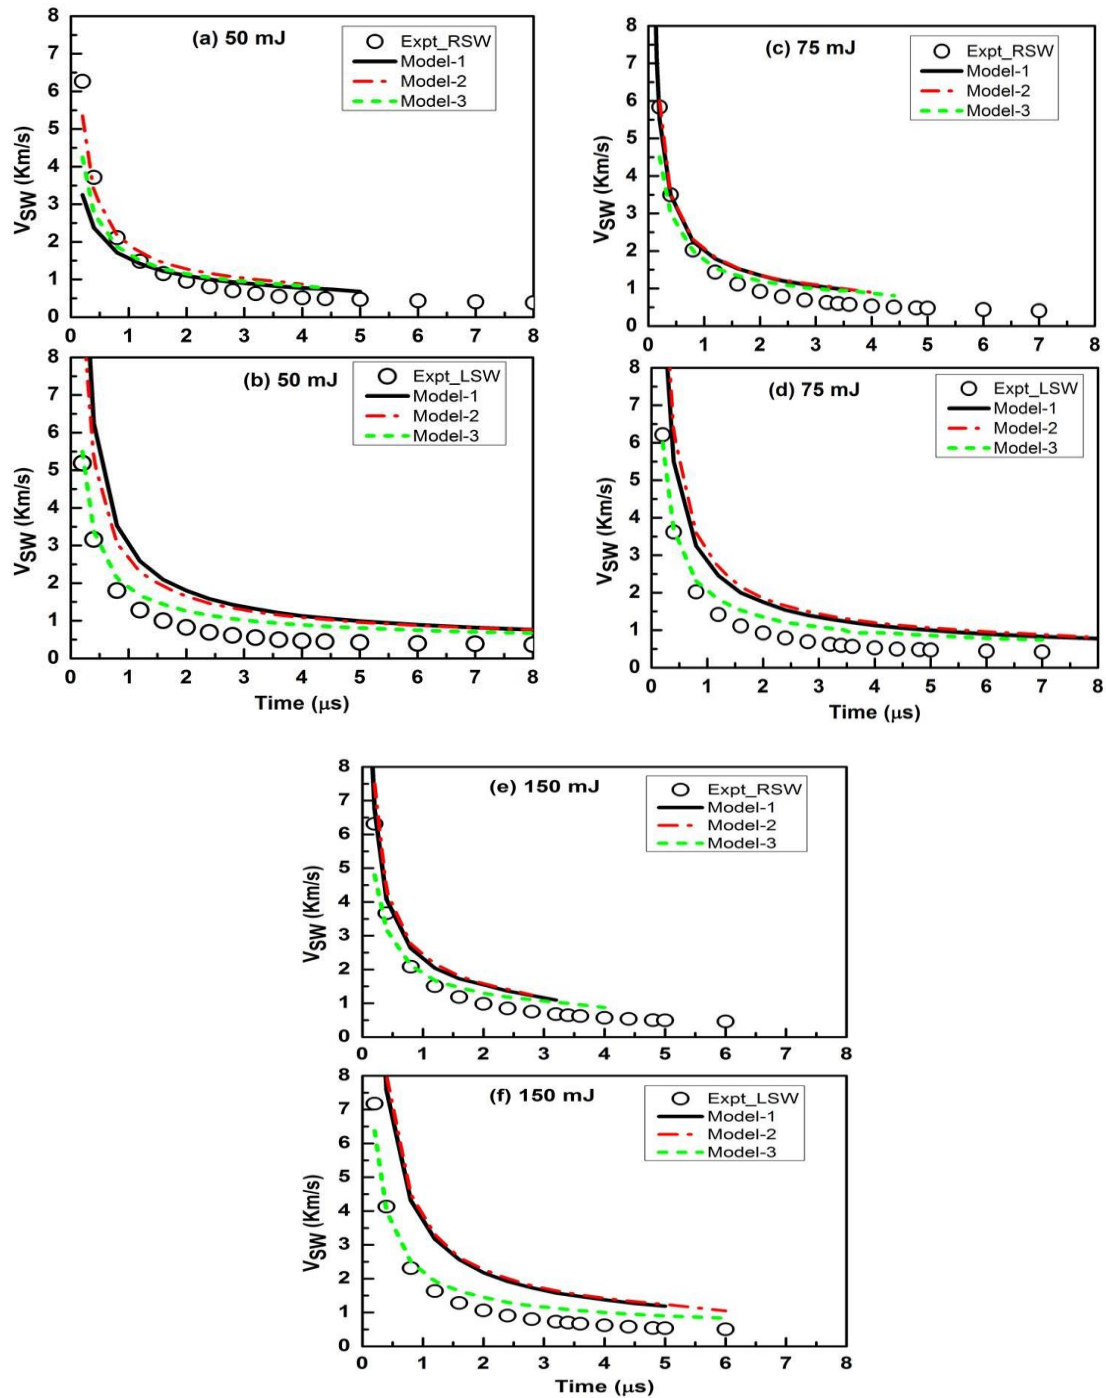 (a) 50 mJ
Expt_RSW
Model-1
Model-2
Model-3
V_SW (Km/s)
8
7
6
5
4
3
2
1
0
0 1 2 3 4 5 6 7 8
(b) 50 mJ
Expt_LSW
Model-1
Model-2
Model-3
V_SW (Km/s)
8
7
6
5
4
3
2
1
0
0 1 2 3 4 5 6 7 8
Time (μs)
(c) 75 mJ
Expt_RSW
Model-1
Model-2
Model-3
V_SW (Km/s)
8
7
6
5
4
3
2
1
0
0 1 2 3 4 5 6 7 8
(d) 75 mJ
Expt_LSW
Model-1
Model-2
Model-3
V_SW (Km/s)
8
7
6
5
4
3
2
1
0
0 1 2 3 4 5 6 7 8
Time (μs)
(e) 150 mJ
Expt_RSW
Model-1
Model-2
Model-3
V_SW (Km/s)
8
7
6
5
4
3
2
1
0
0 1 2 3 4 5 6 7 8
(f) 150 mJ
Expt_LSW
Model-1
Model-2
Model-3
V_SW (Km/s)
8
7
6
5
4
3
2
1
0
0 1 2 3 4 5 6 7 8
Time (μs)